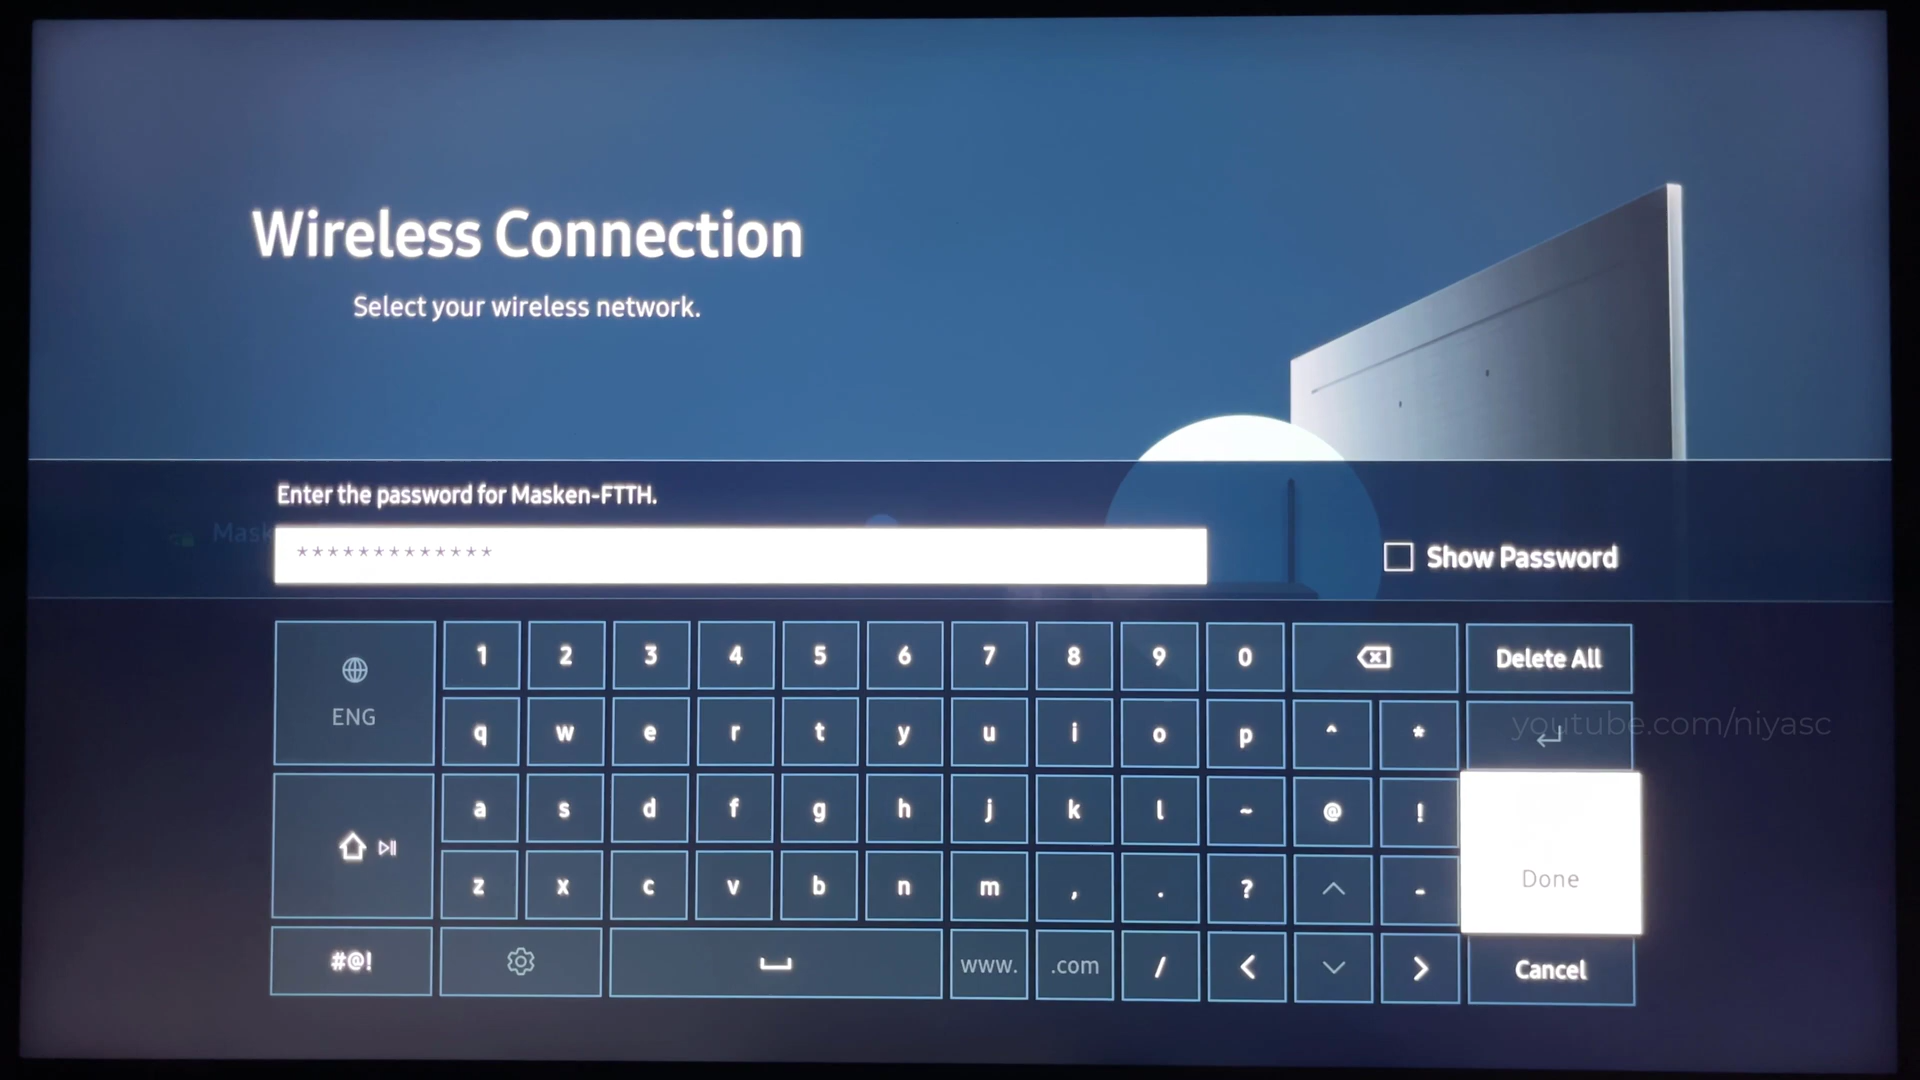 Wireless Connection
Select your wireless network.
Enter the password for Masken-FTTH.
Mask
*************
Show Password
ENG
1 2 3 4 5 6 7 8 9 0
Delete All
q w e r t y u i o p ^ *
youtube.com/niyasc
a s d f g h j k l ~ @ !
Done
z x c v b n m , . ? -
#@!
www. .com /
Cancel